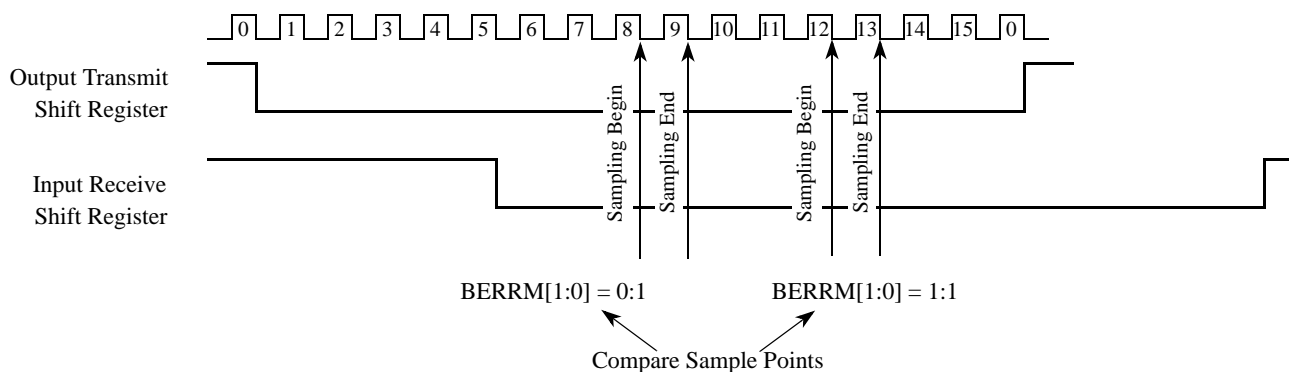 0 1 2 3 4 5 6 7 8 9 10 11 12 13 14 15 0
Output Transmit
Shift Register
Input Receive
Shift Register
Sampling Begin
Sampling End
Sampling Begin
Sampling End
BERRM[1:0] = 0:1
BERRM[1:0] = 1:1
Compare Sample Points